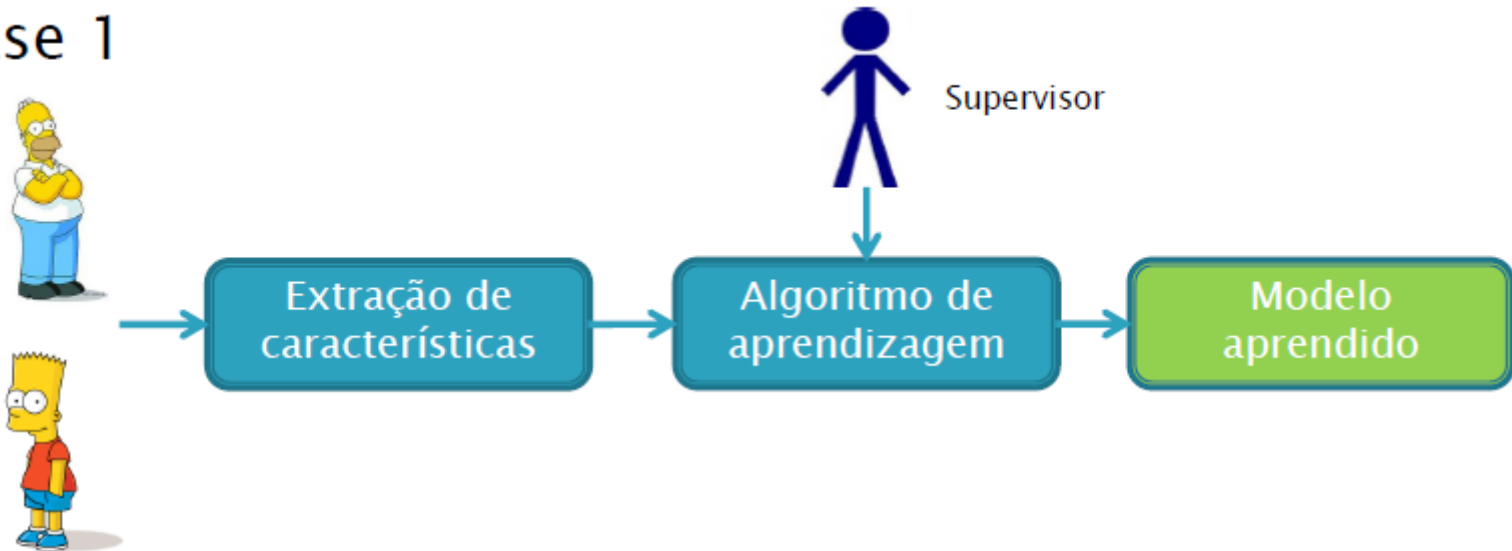 se 1
Supervisor
Extração de
características
Algoritmo de
aprendizagem
Modelo
aprendido